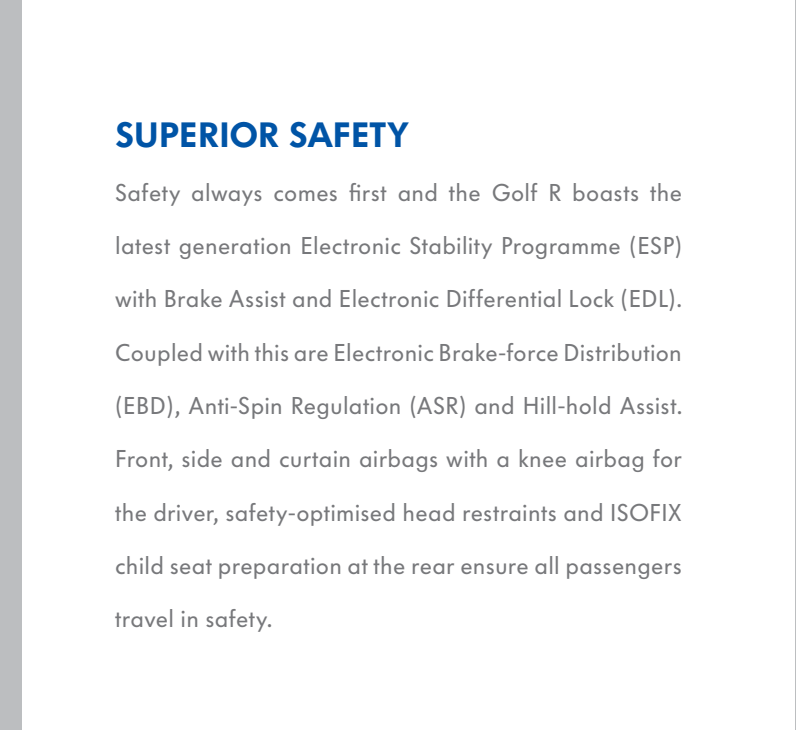 SUPERIOR SAFETY
Safety always comes first and the Golf R boasts the
latest generation Electronic Stability Programme (ESP)
with Brake Assist and Electronic Differential Lock (EDL).
Coupled with this are Electronic Brake-force Distribution
(EBD), Anti-Spin Regulation (ASR) and Hill-hold Assist.
Front, side and curtain airbags with a knee airbag for
the driver, safety-optimised head restraints and ISOFIX
child seat preparation at the rear ensure all passengers
travel in safety.